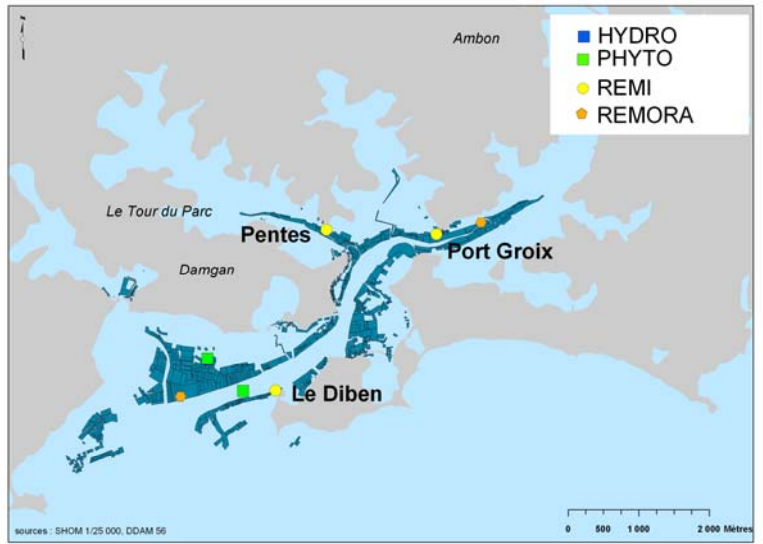 Ambon
HYDRO
PHYTO
REMI
REMORA
Le Tour du Parc
Pentes
Port Groix
Damgan
Le Diben
sources : SHOM 1/25 000, DDAM 56
0 500 1 000 2 000 Mètres